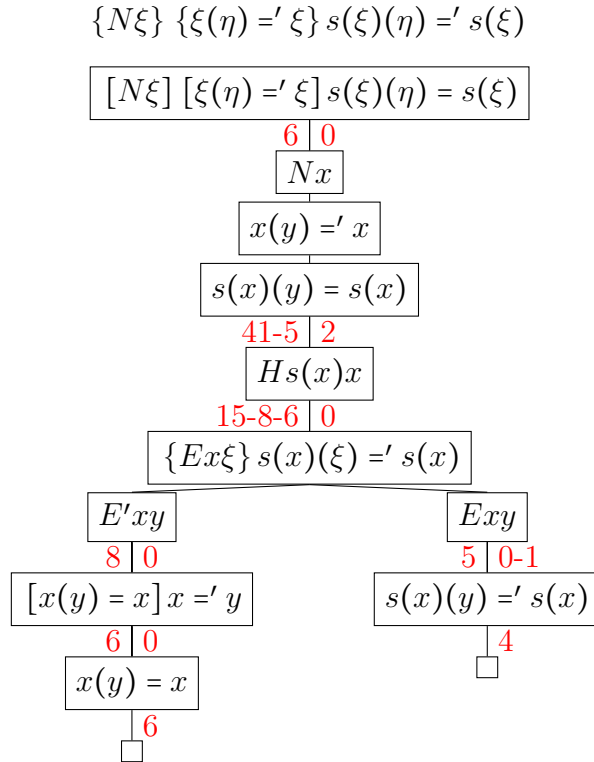 {Nξ} {ξ(η) =′ ξ} s(ξ)(η) =′ s(ξ)
[Nξ] [ξ(η) =′ ξ] s(ξ)(η) = s(ξ)
6 0
Nx
x(y) =′ x
s(x)(y) = s(x)
41-5 2
Hs(x)x
15-8-6 0
{Exξ} s(x)(ξ) =′ s(x)
E′xy Exy
8 0 5 0-1
[x(y) = x] x =′ y s(x)(y) =′ s(x)
6 0 4
x(y) = x
6